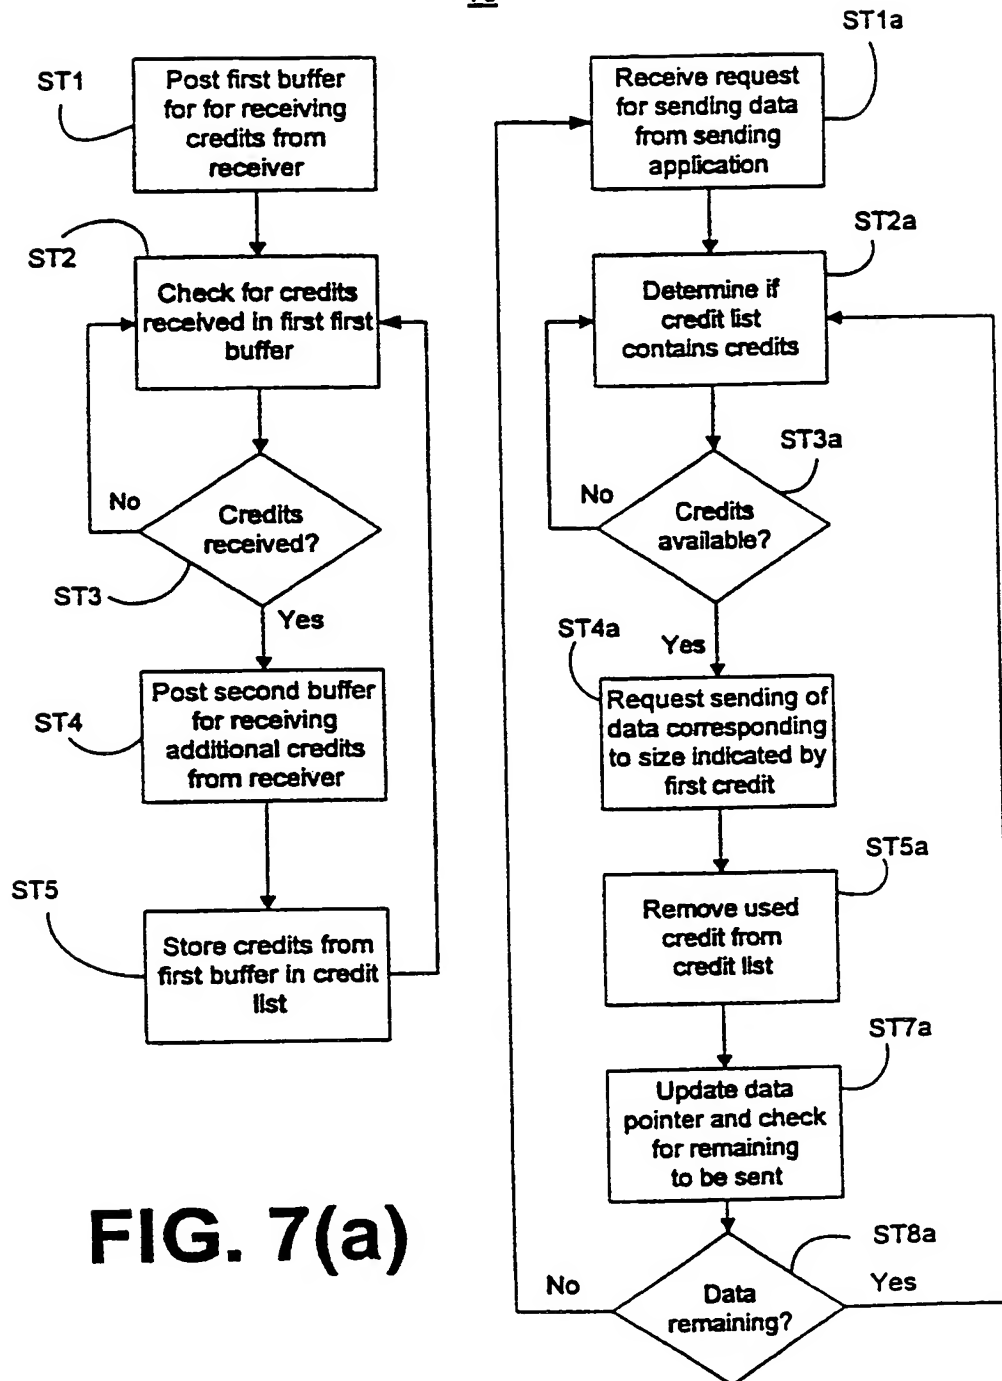 ST1
Post first buffer
for for receiving
credits from
receiver
ST2
Check for credits
received in first first
buffer
No
Credits
received?
ST3
Yes
ST4
Post second buffer
for receiving
additional credits
from receiver
ST5
Store credits from
first buffer in credit
list
ST1a
Receive request
for sending data
from sending
application
ST2a
Determine if
credit list
contains credits
ST3a
No
Credits
available?
ST4a
Yes
Request sending of
data corresponding
to size indicated by
first credit
ST5a
Remove used
credit from
credit list
ST7a
Update data
pointer and check
for remaining
to be sent
ST8a
No
Data
remaining?
Yes
FIG. 7(a)